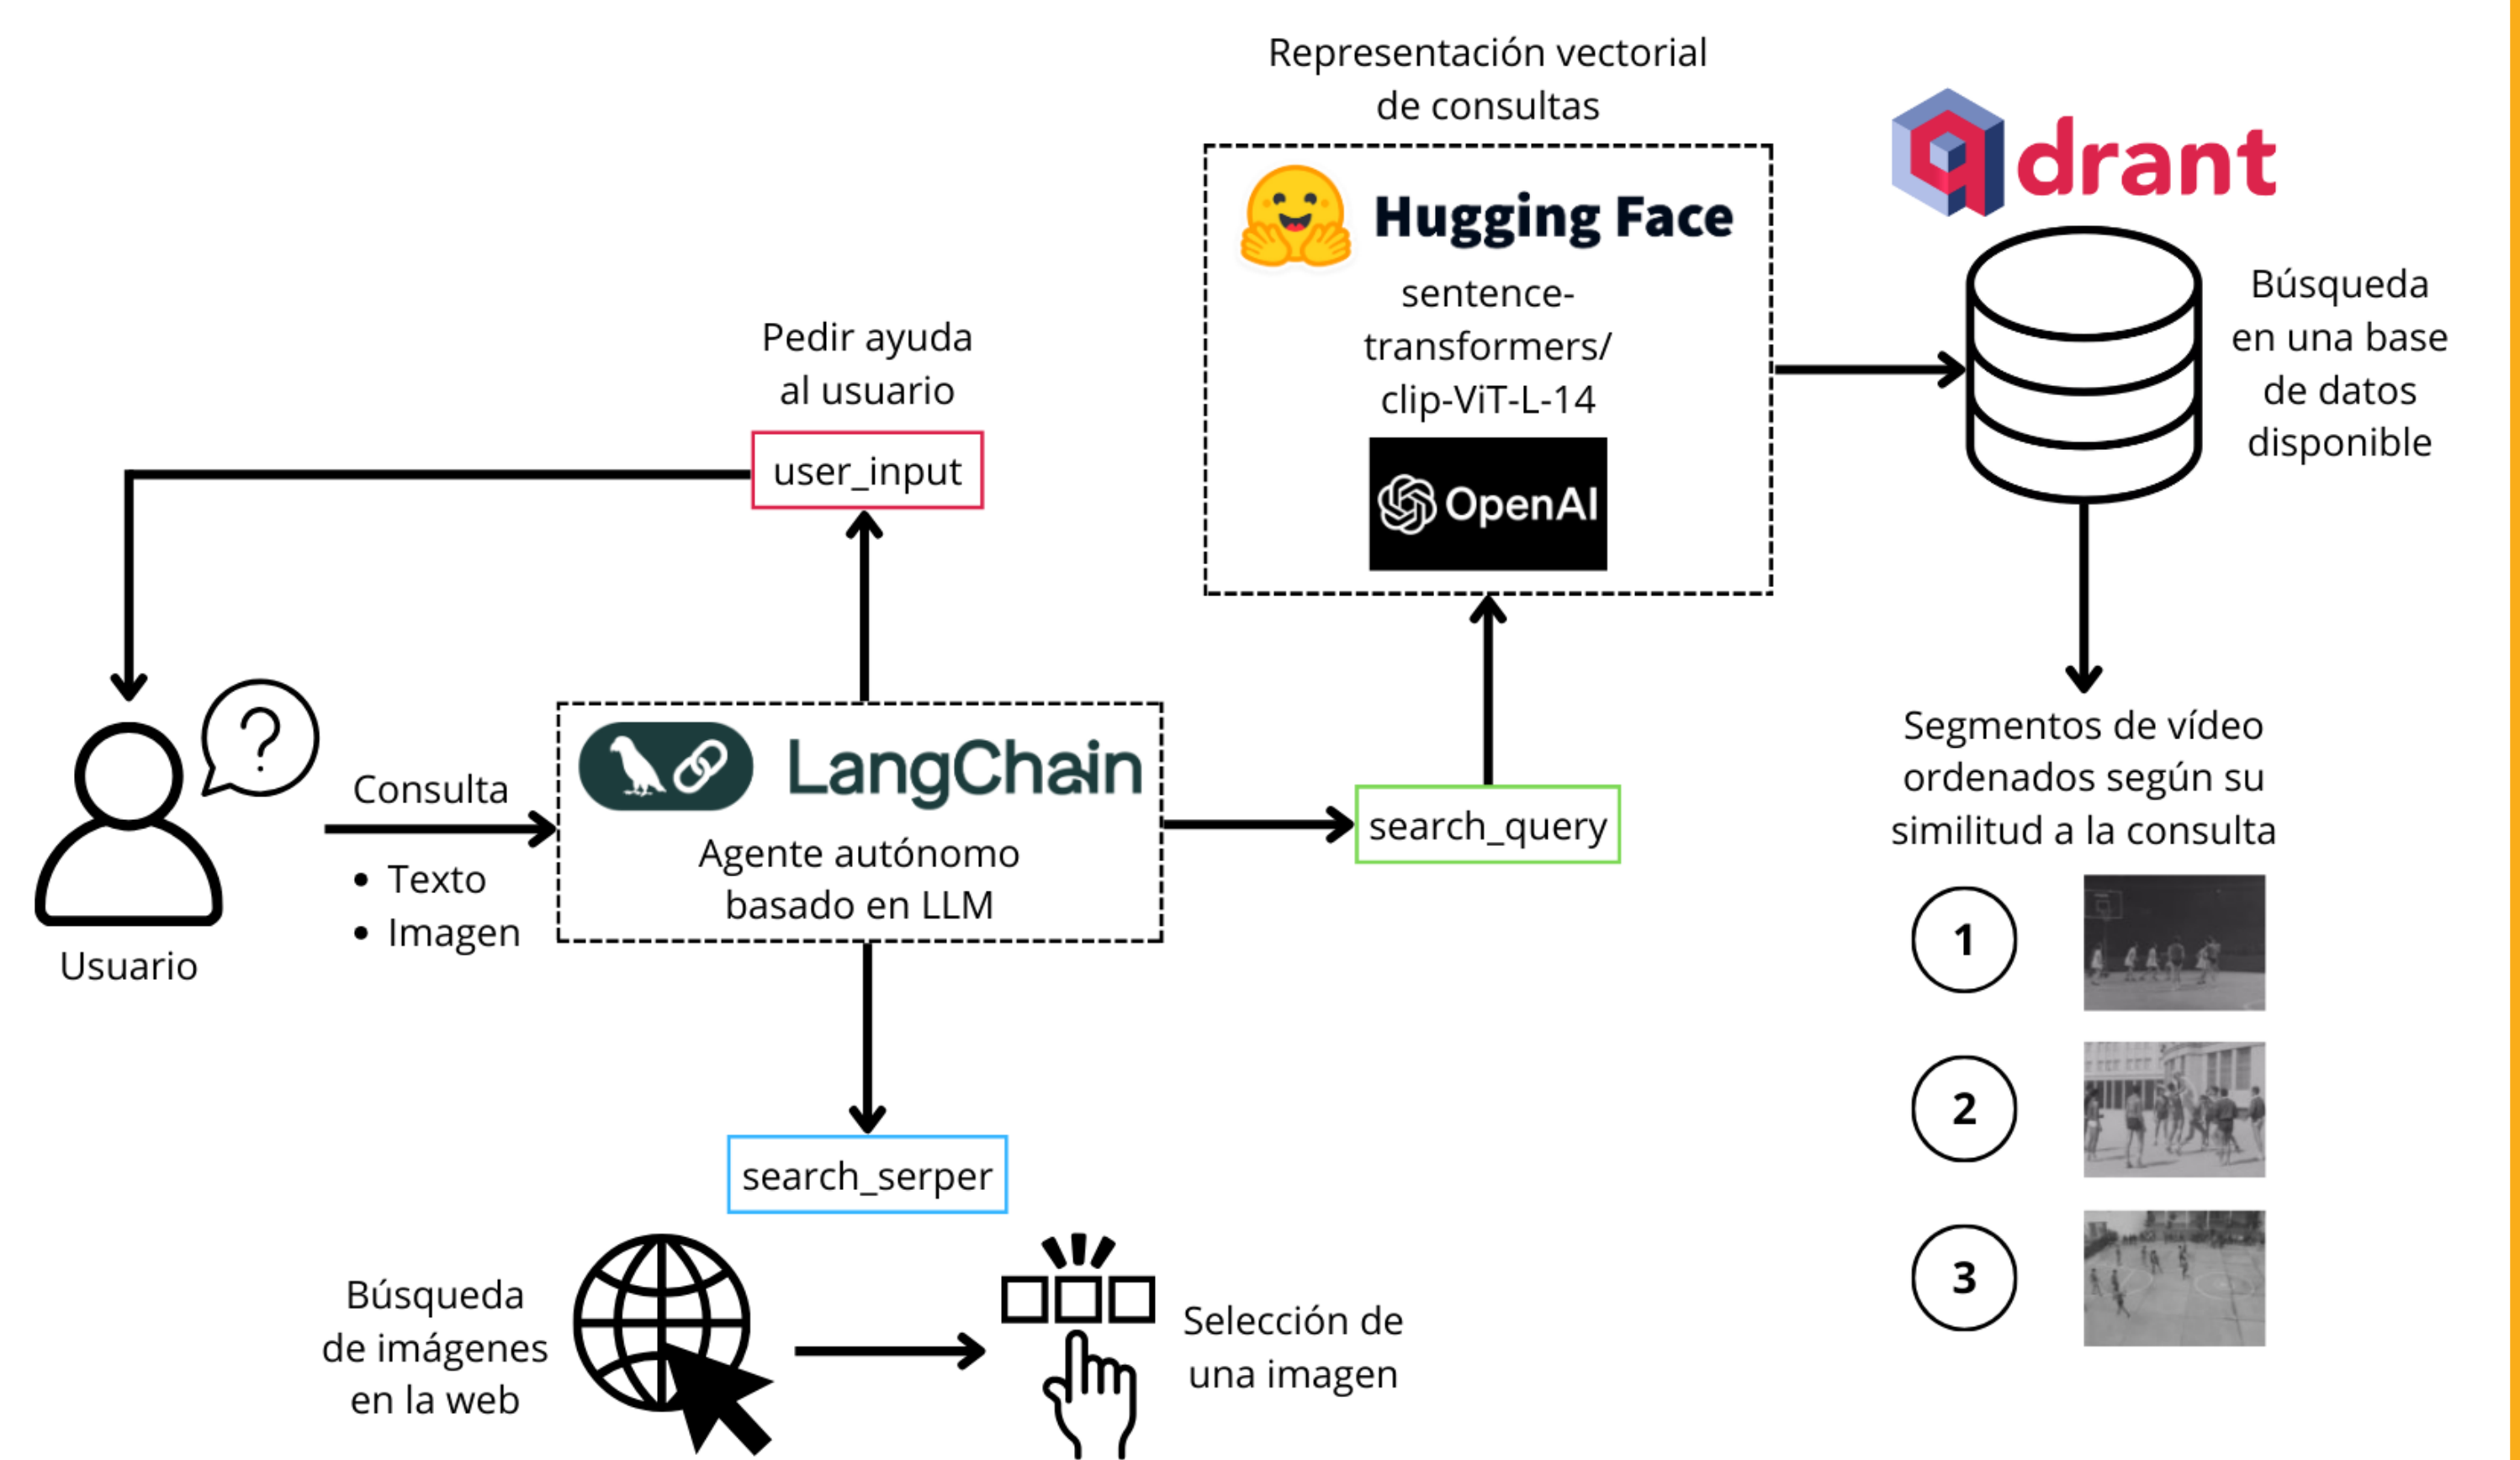 Representación vectorial
de consultas
Hugging Face
sentence-
transformers/
clip-ViT-L-14
OpenAI
qdrant
Búsqueda
en una base
de datos
disponible
Pedir ayuda
al usuario
user_input
?
Usuario
Consulta
• Texto
• Imagen
LangChain
Agente autónomo
basado en LLM
search_query
search_serper
Búsqueda
de imágenes
en la web
Selección de
una imagen
Segmentos de vídeo
ordenados según su
similitud a la consulta
1
2
3